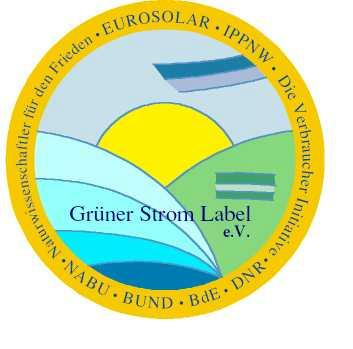 Naturwissenschaftler für den Frieden • EUROSOLAR • IPPNW • Die Verbraucher Initiative • DNR • BdE • BUND • NABU •
Grüner Strom Label
e.V.